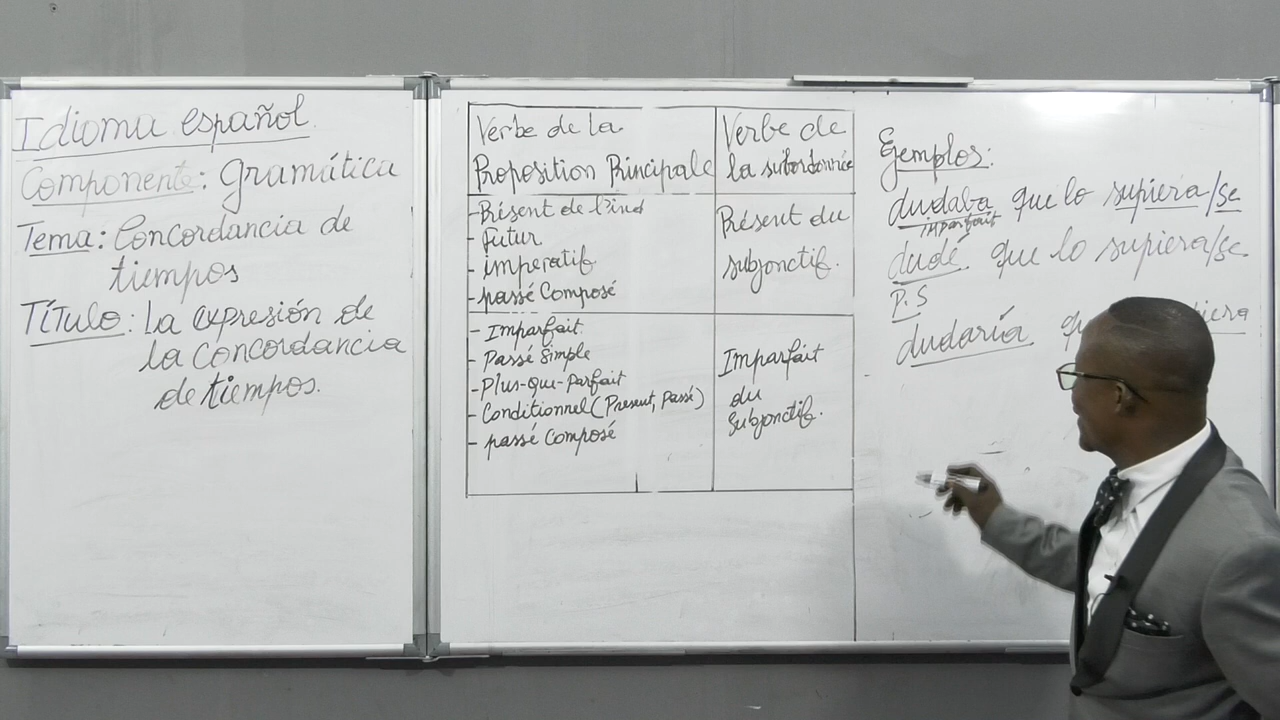 Idioma español.
Componente: Gramática
Tema: Concordancia de
tiempos
Título: La expresión de
la concordancia
de tiempos.
Verbe de la
Proposition Principale
- Présent de l'ind
- futur
- impératif.
- passé Composé
- Imparfait.
- Passé Simple
- Plus-Que-Parfait
- Conditionnel (Présent, Passé)
- passé Composé
Verbe de
la subordonnée
Présent du
subjonctif.
Imparfait
du
Subjonctif.
Ejemplos:
dudaba que lo supiera/se
imparfait
dudé que lo supiera/se.
P.S
dudaría